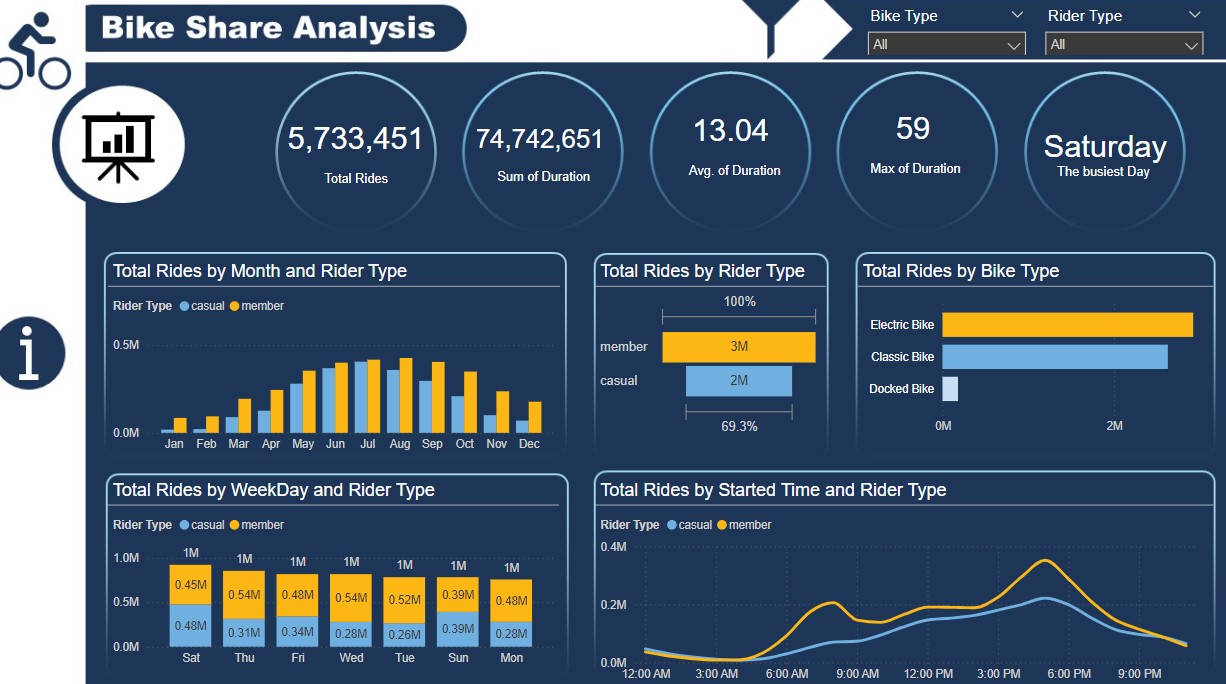 Bike Share Analysis
Bike Type
Rider Type
All
All
5,733,451
Total Rides
74,742,651
Sum of Duration
13.04
Avg. of Duration
59
Max of Duration
Saturday
The busiest Day
Total Rides by Month and Rider Type
Rider Type casual member
0.5M
0.0M
Jan Feb Mar Apr May Jun Jul Aug Sep Oct Nov Dec
Total Rides by Rider Type
100%
member 3M
casual 2M
69.3%
Total Rides by Bike Type
Electric Bike
Classic Bike
Docked Bike
0M 2M
i
Total Rides by WeekDay and Rider Type
Rider Type casual member
1M 1M 1M 1M 1M 1M 1M
1.0M
0.45M 0.54M 0.48M 0.54M 0.52M 0.39M 0.48M
0.5M
0.48M 0.31M 0.34M 0.28M 0.26M 0.39M 0.28M
0.0M
Sat Thu Fri Wed Tue Sun Mon
Total Rides by Started Time and Rider Type
Rider Type casual member
0.4M
0.2M
0.0M
12:00 AM 3:00 AM 6:00 AM 9:00 AM 12:00 PM 3:00 PM 6:00 PM 9:00 PM